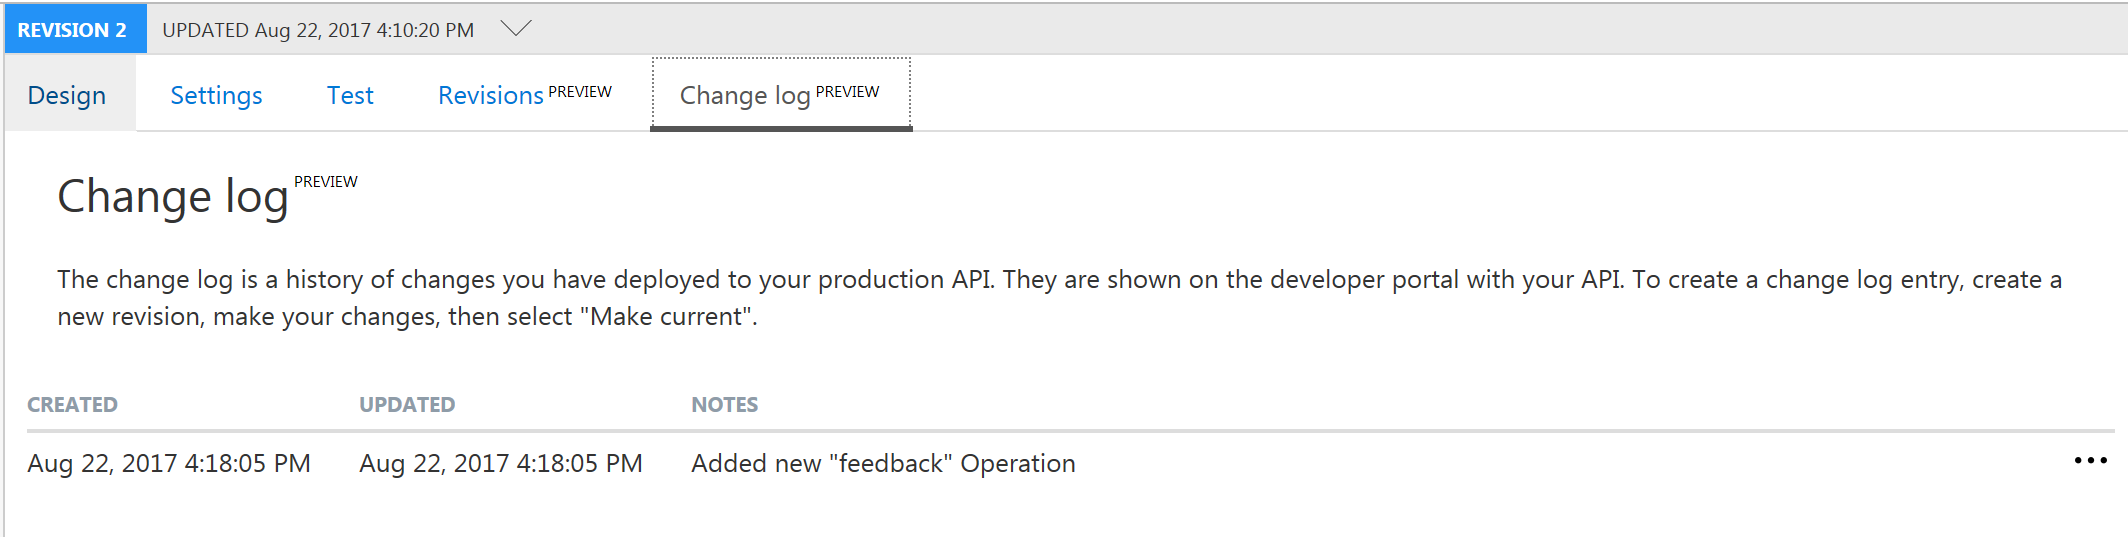 REVISION 2 UPDATED Aug 22, 2017 4:10:20 PM
Design Settings Test Revisions PREVIEW Change log PREVIEW
Change log PREVIEW
The change log is a history of changes you have deployed to your production API. They are shown on the developer portal with your API. To create a change log entry, create a
new revision, make your changes, then select "Make current".
CREATED UPDATED NOTES
Aug 22, 2017 4:18:05 PM Aug 22, 2017 4:18:05 PM Added new "feedback" Operation